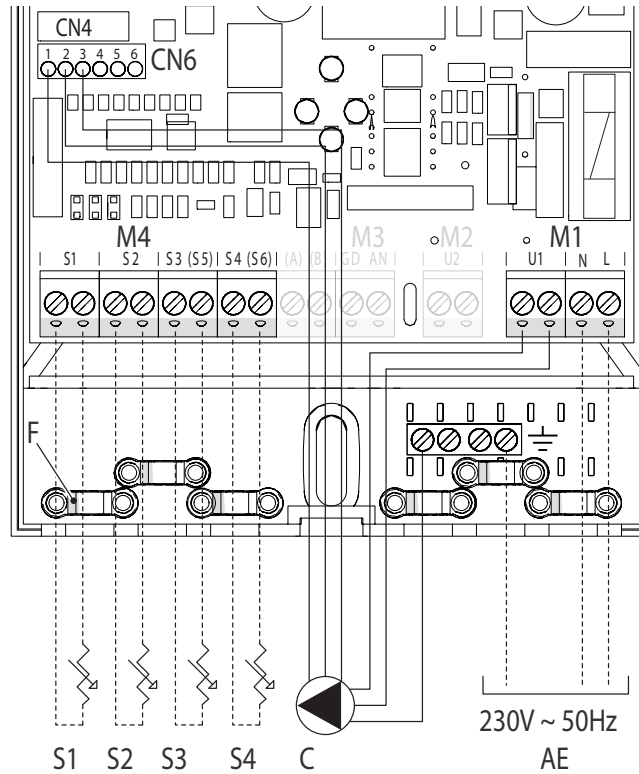 CN4
1 2 3 4 5 6
CN6
M4 M3 M2 M1
S1 S2 S3 (S5) S4 (S6) (A) (B) GD AN U2 U1 N L
F
230V ~ 50Hz
S1 S2 S3 S4 C AE